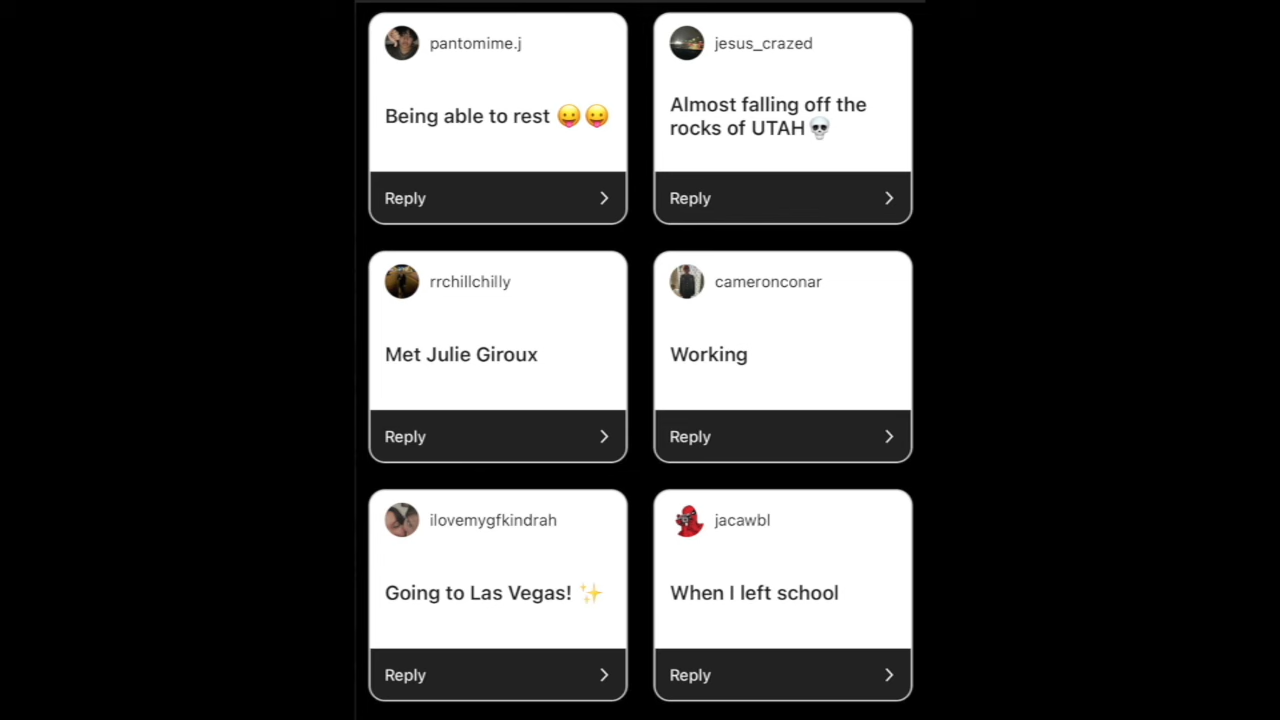 pantomime.j
Being able to rest 😛😛
Reply
jesus_crazed
Almost falling off the
rocks of UTAH💀
Reply
rrchillchilly
Met Julie Giroux
Reply
cameronconar
Working
Reply
ilovemygfkindrah
Going to Las Vegas! ✨
Reply
jacawbl
When I left school
Reply